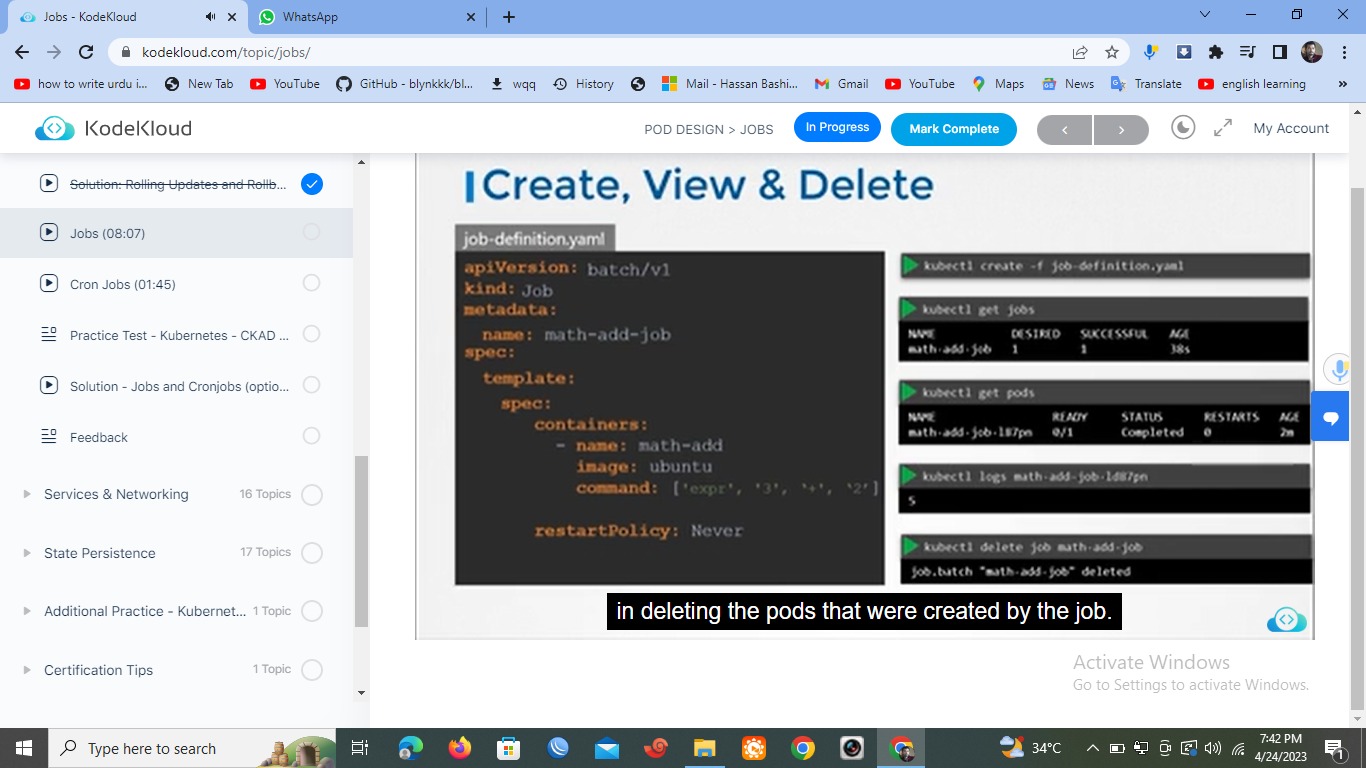 Jobs - KodeKloud
WhatsApp
kodekloud.com/topic/jobs/
how to write urdu i...
New Tab
YouTube
GitHub - blynkkk/bl...
wqq
History
Mail - Hassan Bashi...
Gmail
YouTube
Maps
News
Translate
english learning
KodeKloud
POD DESIGN > JOBS
In Progress
Mark Complete
My Account
Solution: Rolling Updates and Rollb...
Jobs (08:07)
Cron Jobs (01:45)
Practice Test - Kubernetes - CKAD ...
Solution - Jobs and Cronjobs (optio...
Feedback
Services & Networking 16 Topics
State Persistence 17 Topics
Additional Practice - Kubernet... 1 Topic
Certification Tips 1 Topic
Create, View & Delete
job-definition.yaml
apiVersion: batch/v1
kind: Job
metadata:
name: math-add-job
spec:
template:
spec:
containers:
- name: math-add
image: ubuntu
command: ['expr', '3', '+', '2']
restartPolicy: Never
kubectl create -f job-definition.yaml
kubectl get jobs
NAME DESIRED SUCCESSFUL AGE
math-add-job 1 1 38s
kubectl get pods
NAME READY STATUS RESTARTS AGE
math-add-job-l87pn 0/1 Completed 0 2m
kubectl logs math-add-job-ld87pn
5
kubectl delete job math-add-job
job.batch "math-add-job" deleted
in deleting the pods that were created by the job.
Activate Windows
Go to Settings to activate Windows.
Type here to search
34°C
7:42 PM
4/24/2023
1